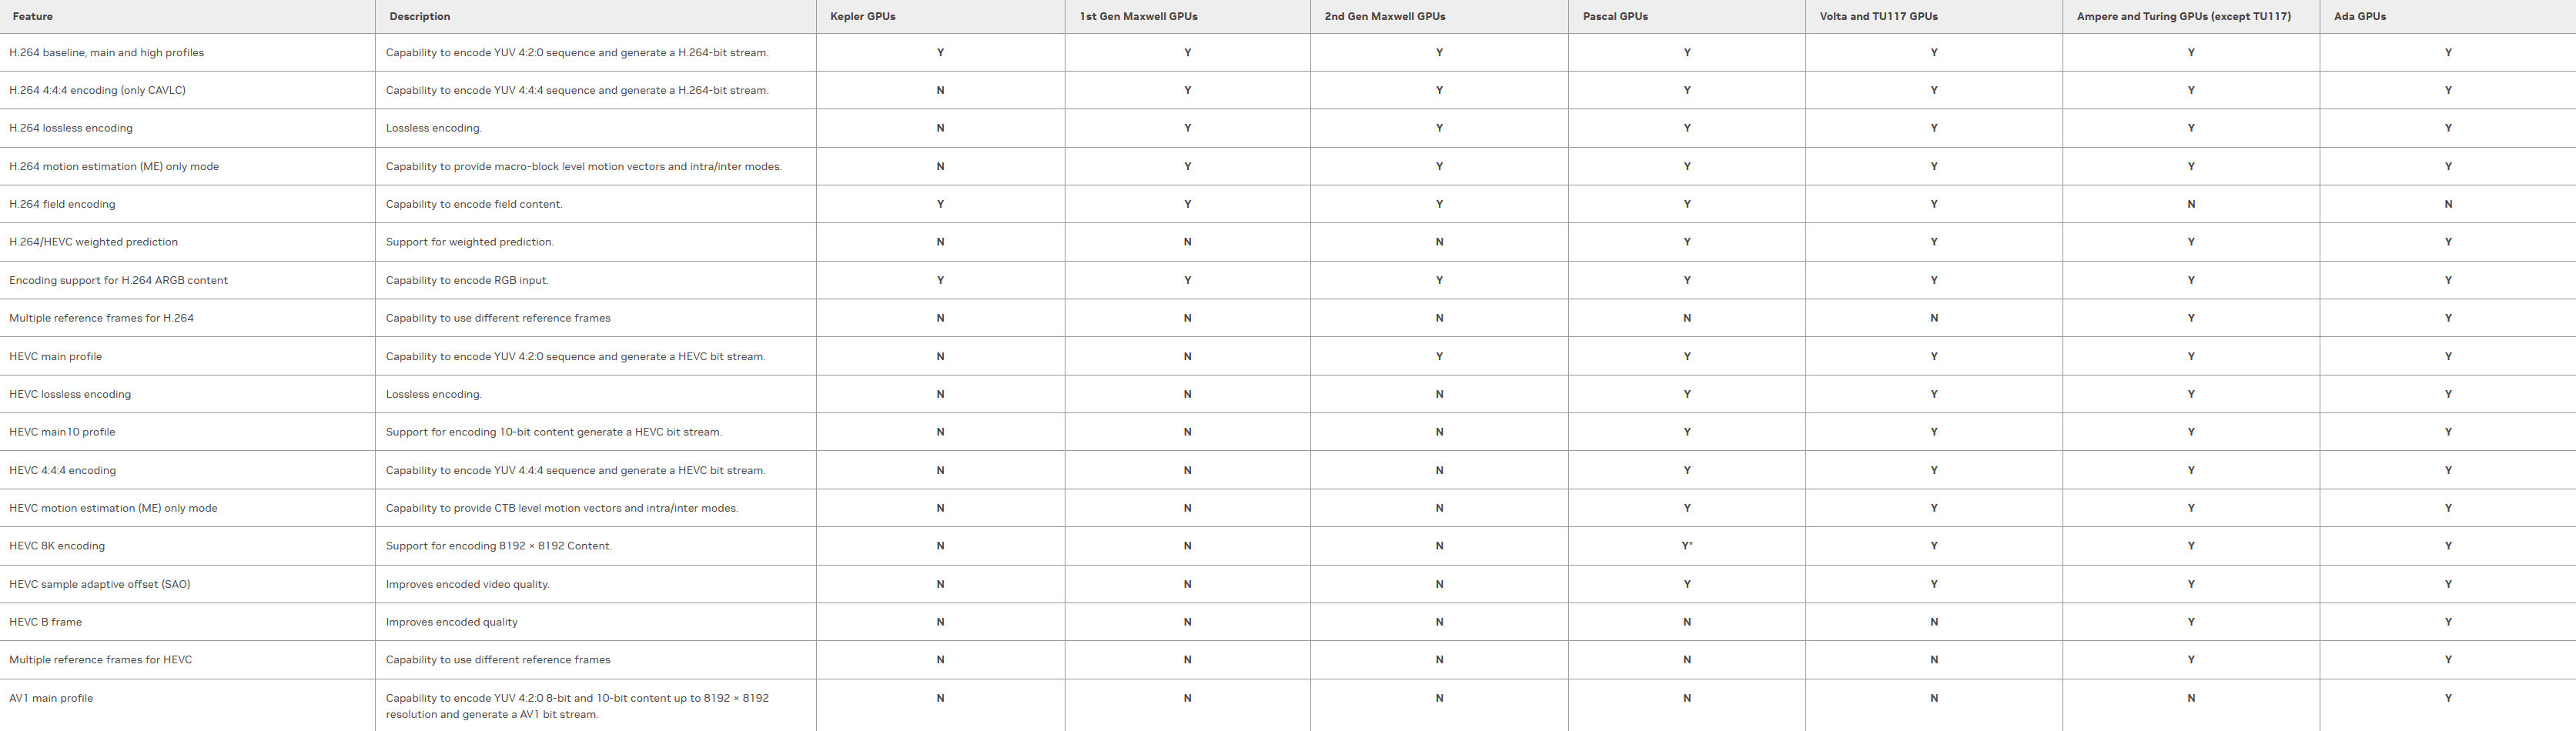 Feature Description Kepler GPUs 1st Gen Maxwell GPUs 2nd Gen Maxwell GPUs Pascal GPUs Volta and TU117 GPUs Ampere and Turing GPUs (except TU117) Ada GPUs
H.264 baseline, main and high profiles Capability to encode YUV 4:2:0 sequence and generate a H.264-bit stream. Y Y Y Y Y Y Y
H.264 4:4:4 encoding (only CAVLC) Capability to encode YUV 4:4:4 sequence and generate a H.264-bit stream. N Y Y Y Y Y Y
H.264 lossless encoding Lossless encoding. N Y Y Y Y Y Y
H.264 motion estimation (ME) only mode Capability to provide macro-block level motion vectors and intra/inter modes. N Y Y Y Y Y Y
H.264 field encoding Capability to encode field content. Y Y Y Y Y N N
H.264/HEVC weighted prediction Support for weighted prediction. N N N Y Y Y Y
Encoding support for H.264 ARGB content Capability to encode RGB input. Y Y Y Y Y Y Y
Multiple reference frames for H.264 Capability to use different reference frames N N N N N Y Y
HEVC main profile Capability to encode YUV 4:2:0 sequence and generate a HEVC bit stream. N N Y Y Y Y Y
HEVC lossless encoding Lossless encoding. N N N Y Y Y Y
HEVC main10 profile Support for encoding 10-bit content generate a HEVC bit stream. N N N Y Y Y Y
HEVC 4:4:4 encoding Capability to encode YUV 4:4:4 sequence and generate a HEVC bit stream. N N N Y Y Y Y
HEVC motion estimation (ME) only mode Capability to provide CTB level motion vectors and intra/inter modes. N N N Y Y Y Y
HEVC 8K encoding Support for encoding 8192 × 8192 Content. N N N Y* Y Y Y
HEVC sample adaptive offset (SAO) Improves encoded video quality. N N N Y Y Y Y
HEVC B frame Improves encoded quality N N N N N Y Y
Multiple reference frames for HEVC Capability to use different reference frames N N N N N Y Y
AV1 main profile Capability to encode YUV 4:2:0 8-bit and 10-bit content up to 8192 × 8192 N N N N N N Y
resolution and generate a AV1 bit stream.